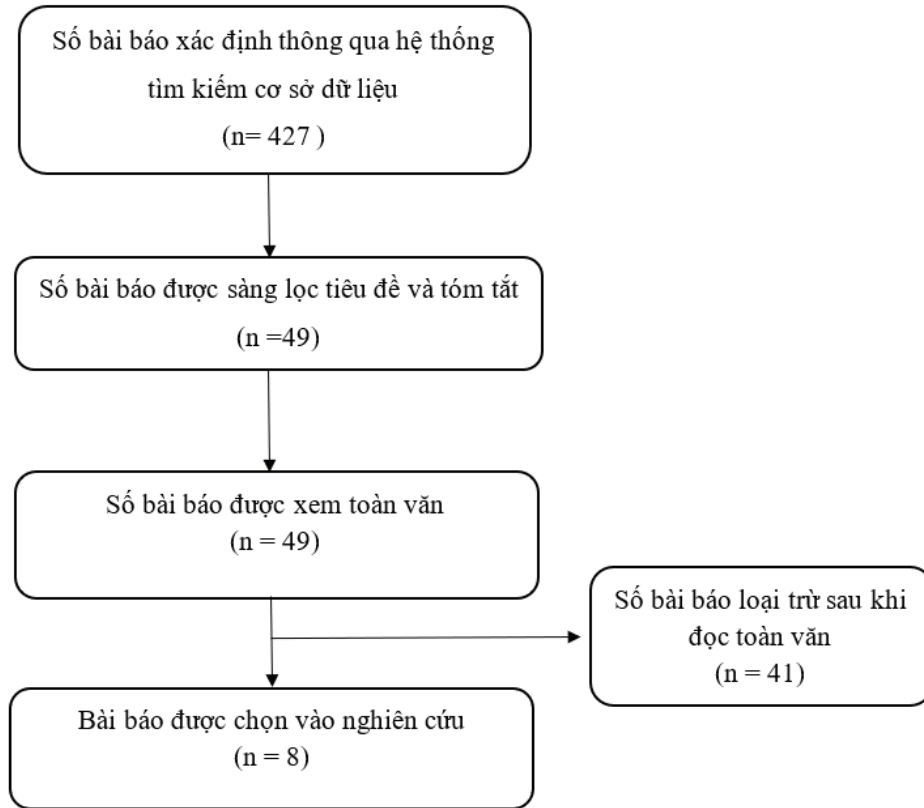 Số bài báo xác định thông qua hệ thống
tìm kiếm cơ sở dữ liệu
(n= 427 )
Số bài báo được sàng lọc tiêu đề và tóm tắt
(n =49)
Số bài báo được xem toàn văn
(n = 49)
Số bài báo loại trừ sau khi
đọc toàn văn
(n = 41)
Bài báo được chọn vào nghiên cứu
(n = 8)